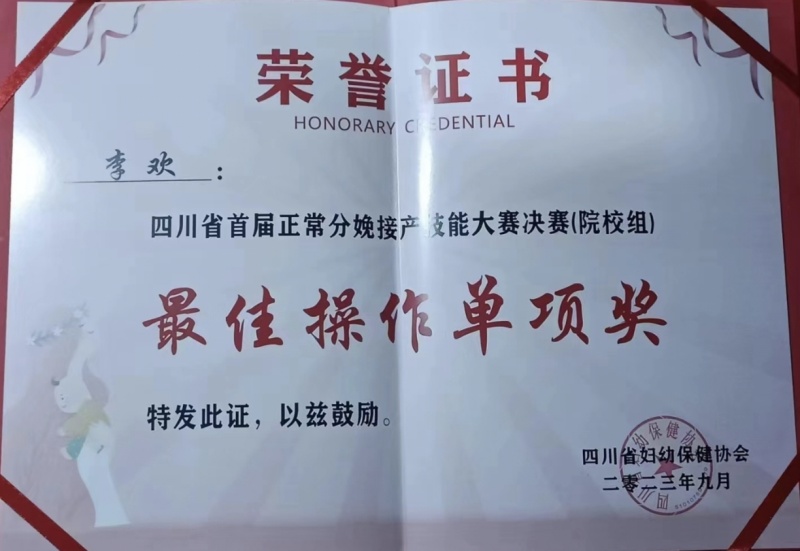 荣誉证书
HONORARY CREDENTIAL
李欢：
四川省首届正常分娩接产技能大赛决赛(院校组)
最佳操作单项奖
特发此证，以兹鼓励。
四川省妇幼保健协会
二零二三年九月